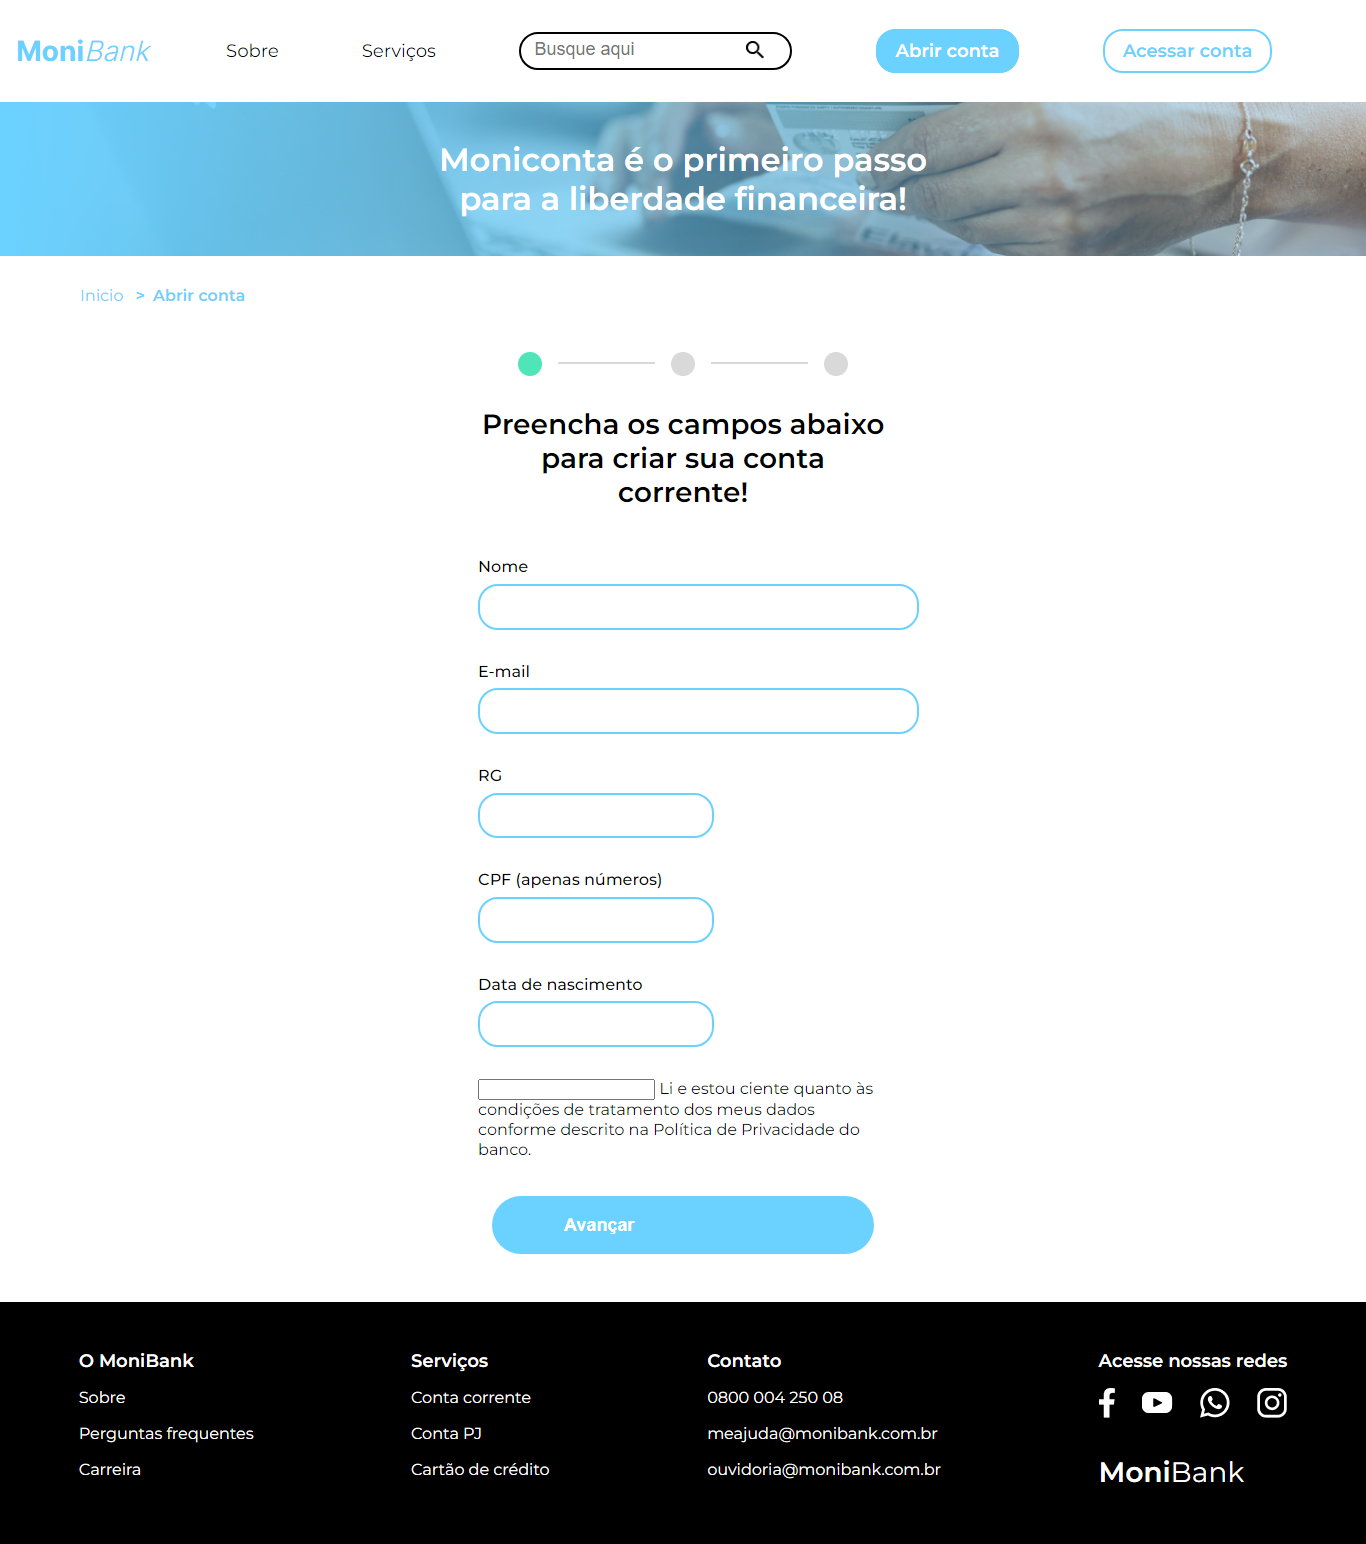 MoniBank
Sobre
Serviços
Busque aqui
Abrir conta
Acessar conta
Moniconta é o primeiro passo
para a liberdade financeira!
Inicio > Abrir conta
Preencha os campos abaixo
para criar sua conta
corrente!
Nome
E-mail
RG
CPF (apenas números)
Data de nascimento
Li e estou ciente quanto às
condições de tratamento dos meus dados
conforme descrito na Política de Privacidade do
banco.
Avançar
O MoniBank
Sobre
Perguntas frequentes
Carreira
Serviços
Conta corrente
Conta PJ
Cartão de crédito
Contato
0800 004 250 08
meajuda@monibank.com.br
ouvidoria@monibank.com.br
Acesse nossas redes
MoniBank